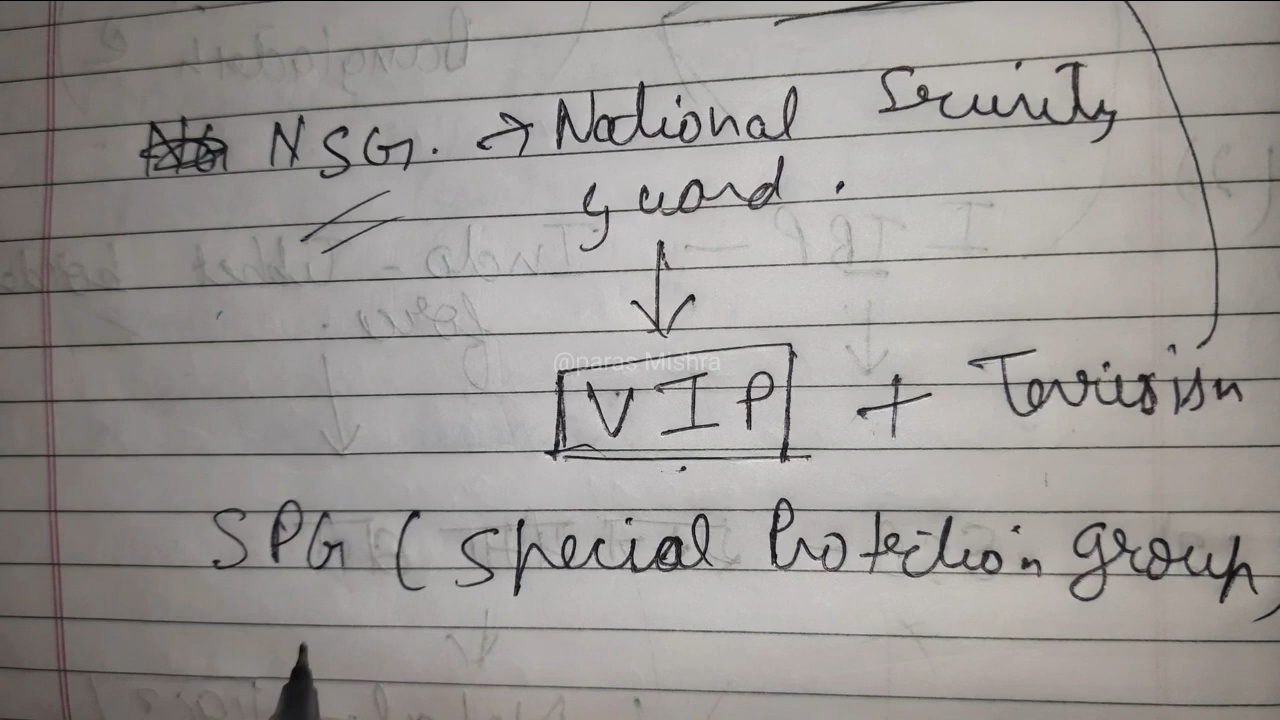 NSG. → National Security
guard.
↓
@paras Mishra
VIP + Terrorism
SPG (Special Protection group)